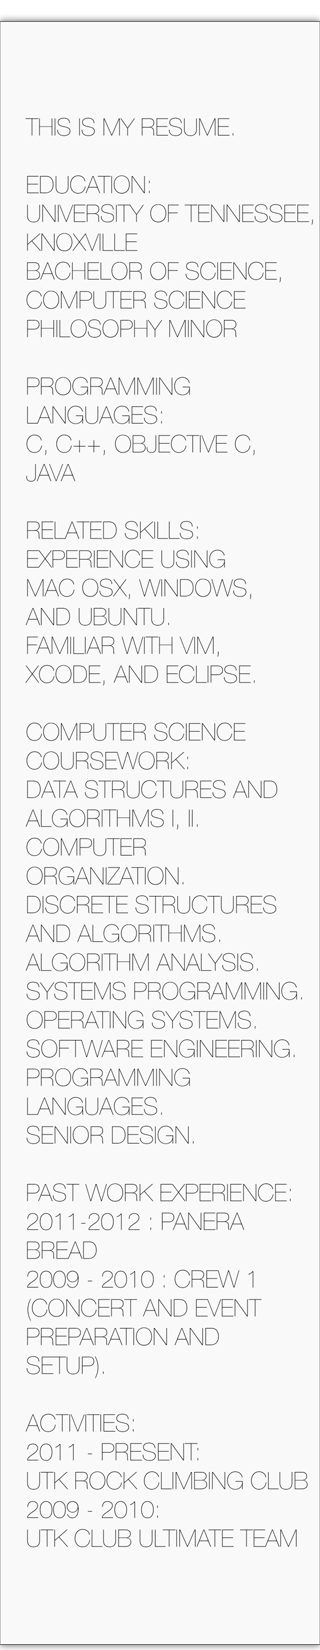 THIS IS MY RESUME.
EDUCATION:
UNIVERSITY OF TENNESSEE,
KNOXVILLE
BACHELOR OF SCIENCE,
COMPUTER SCIENCE
PHILOSOPHY MINOR
PROGRAMMING
LANGUAGES:
C, C++, OBJECTIVE C,
JAVA
RELATED SKILLS:
EXPERIENCE USING
MAC OSX, WINDOWS,
AND UBUNTU.
FAMILIAR WITH VIM,
XCODE, AND ECLIPSE.
COMPUTER SCIENCE
COURSEWORK:
DATA STRUCTURES AND
ALGORITHMS I, II.
COMPUTER
ORGANIZATION.
DISCRETE STRUCTURES
AND ALGORITHMS.
ALGORITHM ANALYSIS.
SYSTEMS PROGRAMMING.
OPERATING SYSTEMS.
SOFTWARE ENGINEERING.
PROGRAMMING
LANGUAGES.
SENIOR DESIGN.
PAST WORK EXPERIENCE:
2011-2012 : PANERA
BREAD
2009 - 2010 : CREW 1
(CONCERT AND EVENT
PREPARATION AND
SETUP).
ACTIVITIES:
2011 - PRESENT:
UTK ROCK CLIMBING CLUB
2009 - 2010:
UTK CLUB ULTIMATE TEAM